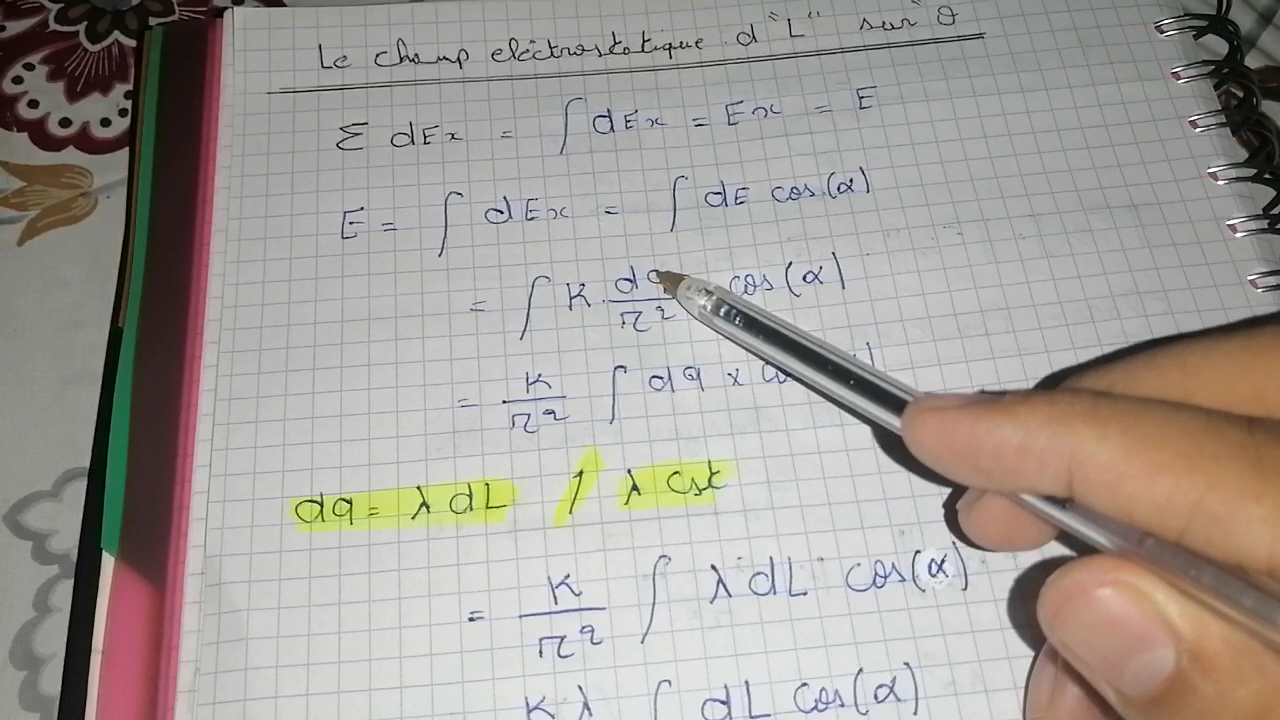 Le champ eléctrostatique d "L" sur O
Σ dEx = ∫ dEx = Ex = E
E = ∫ dEx = ∫ dE cos(α)
= ∫ K . dq / r² cos(α)
= K / r² ∫ dq ×
dq = λ dL / λ Cst
= K / r² ∫ λ dL cos(α)
K λ ∫ dL cos(α)